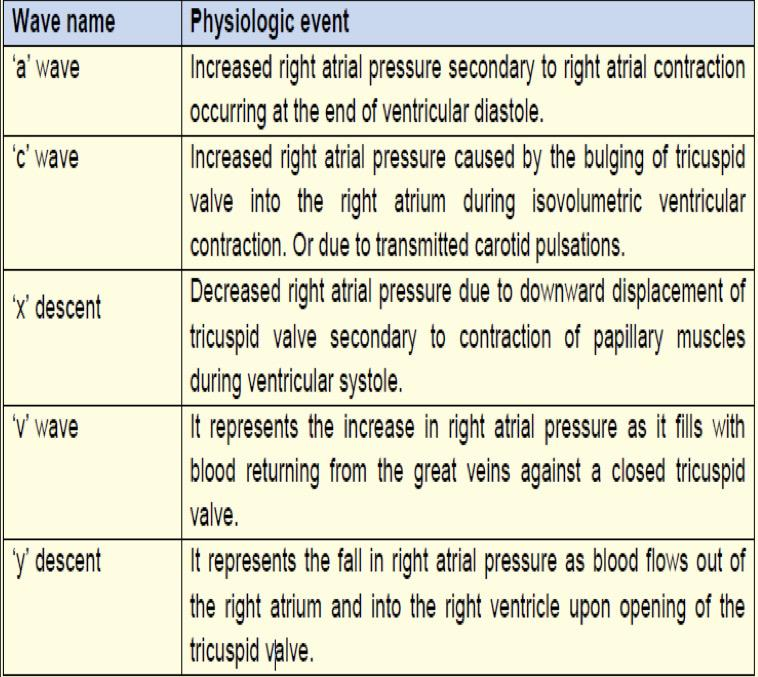 Wave name
Physiologic event
‘a’ wave
Increased right atrial pressure secondary to right atrial contraction
occurring at the end of ventricular diastole.
‘c’ wave
Increased right atrial pressure caused by the bulging of tricuspid
valve into the right atrium during isovolumetric ventricular
contraction. Or due to transmitted carotid pulsations.
‘x’ descent
Decreased right atrial pressure due to downward displacement of
tricuspid valve secondary to contraction of papillary muscles
during ventricular systole.
‘v’ wave
It represents the increase in right atrial pressure as it fills with
blood returning from the great veins against a closed tricuspid
valve.
‘y’ descent
It represents the fall in right atrial pressure as blood flows out of
the right atrium and into the right ventricle upon opening of the
tricuspid valve.